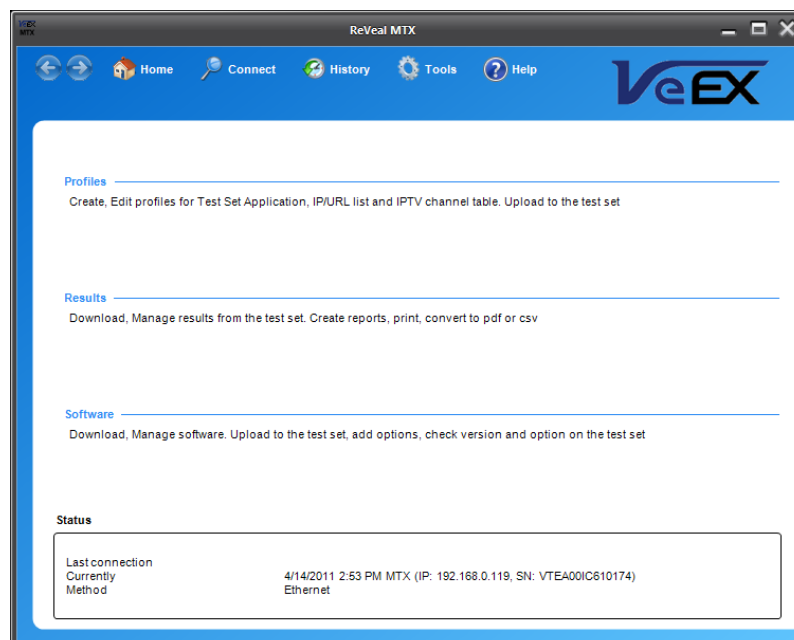 VEEX
MTX
ReVeal MTX
Home Connect History Tools Help
VeEX
Profiles
Create, Edit profiles for Test Set Application, IP/URL list and IPTV channel table. Upload to the test set
Results
Download, Manage results from the test set. Create reports, print, convert to pdf or csv
Software
Download, Manage software. Upload to the test set, add options, check version and option on the test set
Status
Last connection
Currently 4/14/2011 2:53 PM MTX (IP: 192.168.0.119, SN: VTEA00IC610174)
Method Ethernet